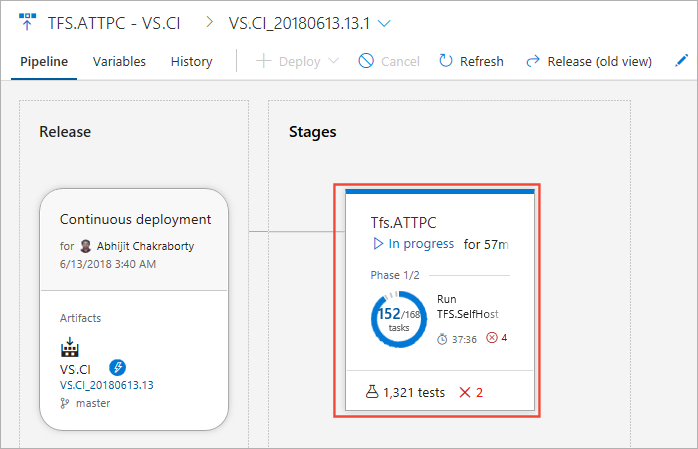 TFS.ATTPC - VS.CI > VS.CI_20180613.13.1
Pipeline Variables History + Deploy Cancel Refresh Release (old view)
Release
Stages
Continuous deployment
for Abhijit Chakraborty
6/13/2018 3:40 AM
Artifacts
VS.CI
VS.CI_20180613.13
master
Tfs.ATTPC
In progress for 57m
Phase 1/2
152/168
tasks
Run
TFS.SelfHost
37:36 4
1,321 tests 2